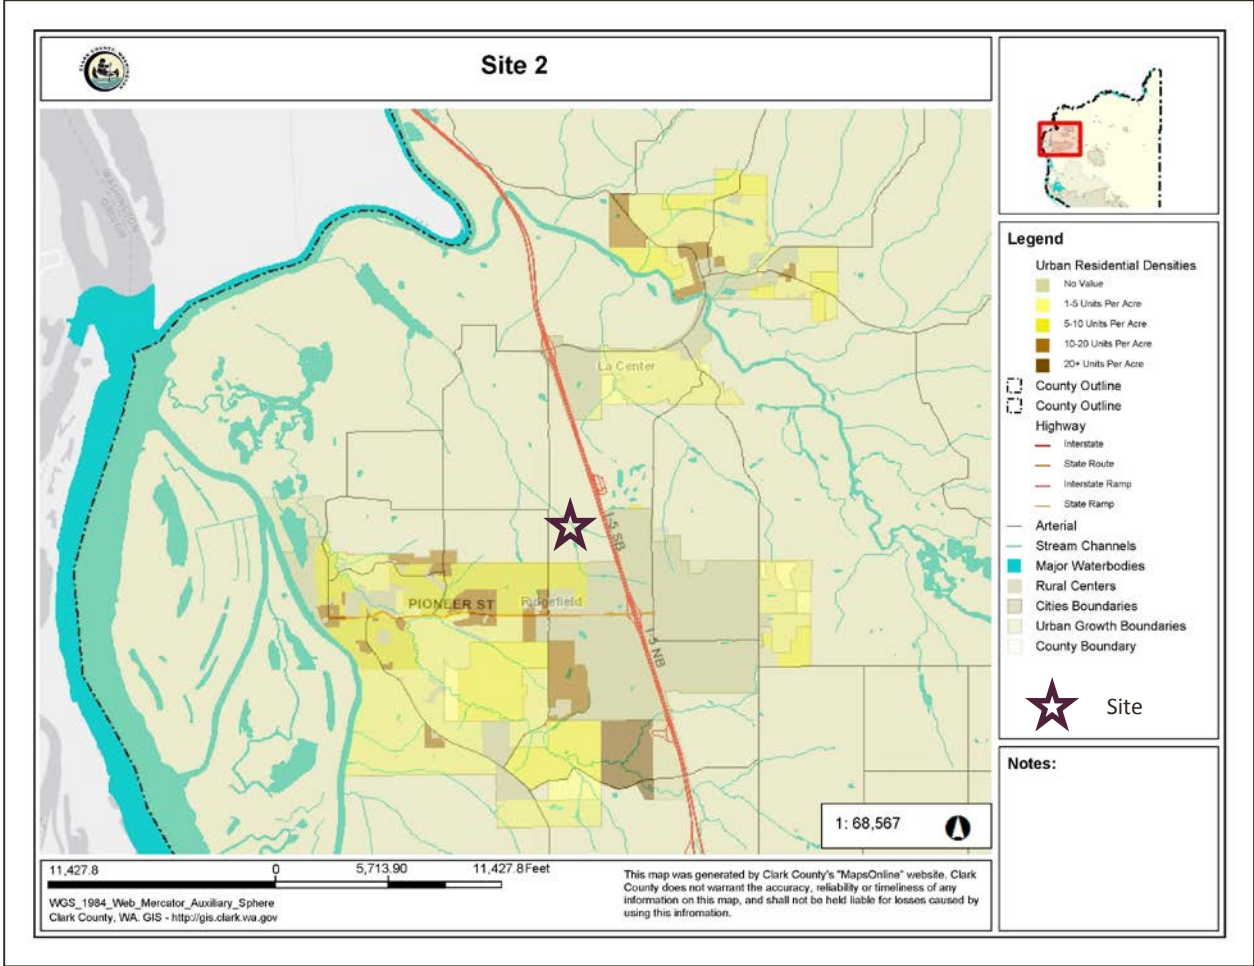 Site 2
CLARK COUNTY, WASHINGTON
WASHINGTON
OREGON
La Center
I-5 SB
PIONEER ST
Ridgefield
I-5 NB
1: 68,567
Legend
Urban Residential Densities
No Value
1-5 Units Per Acre
5-10 Units Per Acre
10-20 Units Per Acre
20+ Units Per Acre
County Outline
County Outline
Highway
Interstate
State Route
Interstate Ramp
State Ramp
Arterial
Stream Channels
Major Waterbodies
Rural Centers
Cities Boundaries
Urban Growth Boundaries
County Boundary
Site
Notes:
11,427.8 0 5,713.90 11,427.8 Feet
WGS_1984_Web_Mercator_Auxiliary_Sphere
Clark County, WA. GIS - http://gis.clark.wa.gov
This map was generated by Clark County's "MapsOnline" website. Clark
County does not warrant the accuracy, reliability or timeliness of any
information on this map, and shall not be held liable for losses caused by
using this infromation.